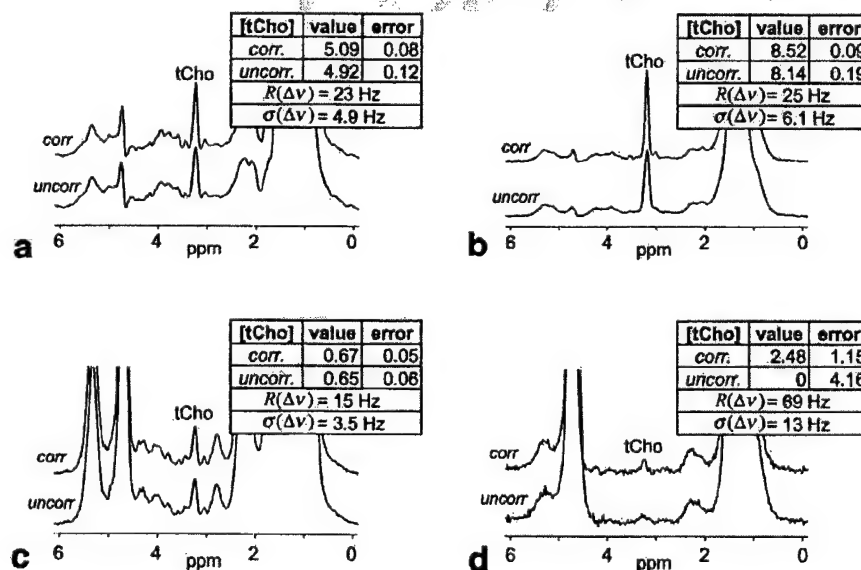 [tCho] value error
corr. 5.09 0.08
uncorr. 4.92 0.12
R(Δν) = 23 Hz
σ(Δν) = 4.9 Hz
tCho
corr
uncorr
6 4 2 0
ppm
a
[tCho] value error
corr. 8.52 0.09
uncorr. 8.14 0.19
R(Δν) = 25 Hz
σ(Δν) = 6.1 Hz
tCho
corr
uncorr
6 4 2 0
ppm
b
[tCho] value error
corr. 0.67 0.05
uncorr. 0.65 0.06
R(Δν) = 15 Hz
σ(Δν) = 3.5 Hz
tCho
corr
uncorr
6 4 2 0
ppm
c
[tCho] value error
corr. 2.48 1.15
uncorr. 0 4.16
R(Δν) = 69 Hz
σ(Δν) = 13 Hz
tCho
corr
uncorr
6 4 2 0
ppm
d